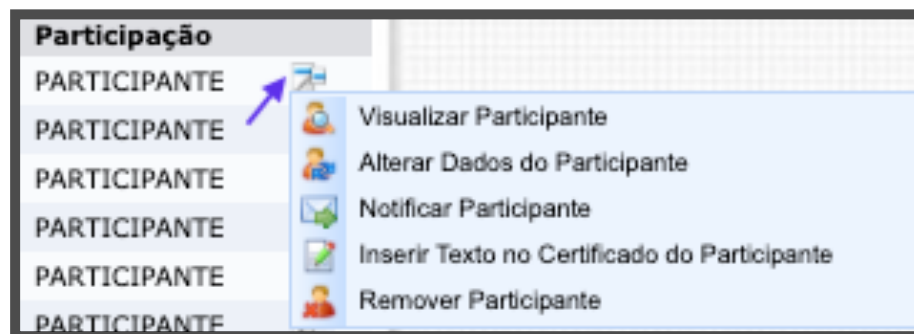 Participação
PARTICIPANTE
PARTICIPANTE
PARTICIPANTE
PARTICIPANTE
PARTICIPANTE
PARTICIPANTE
Visualizar Participante
Alterar Dados do Participante
Notificar Participante
Inserir Texto no Certificado do Participante
Remover Participante